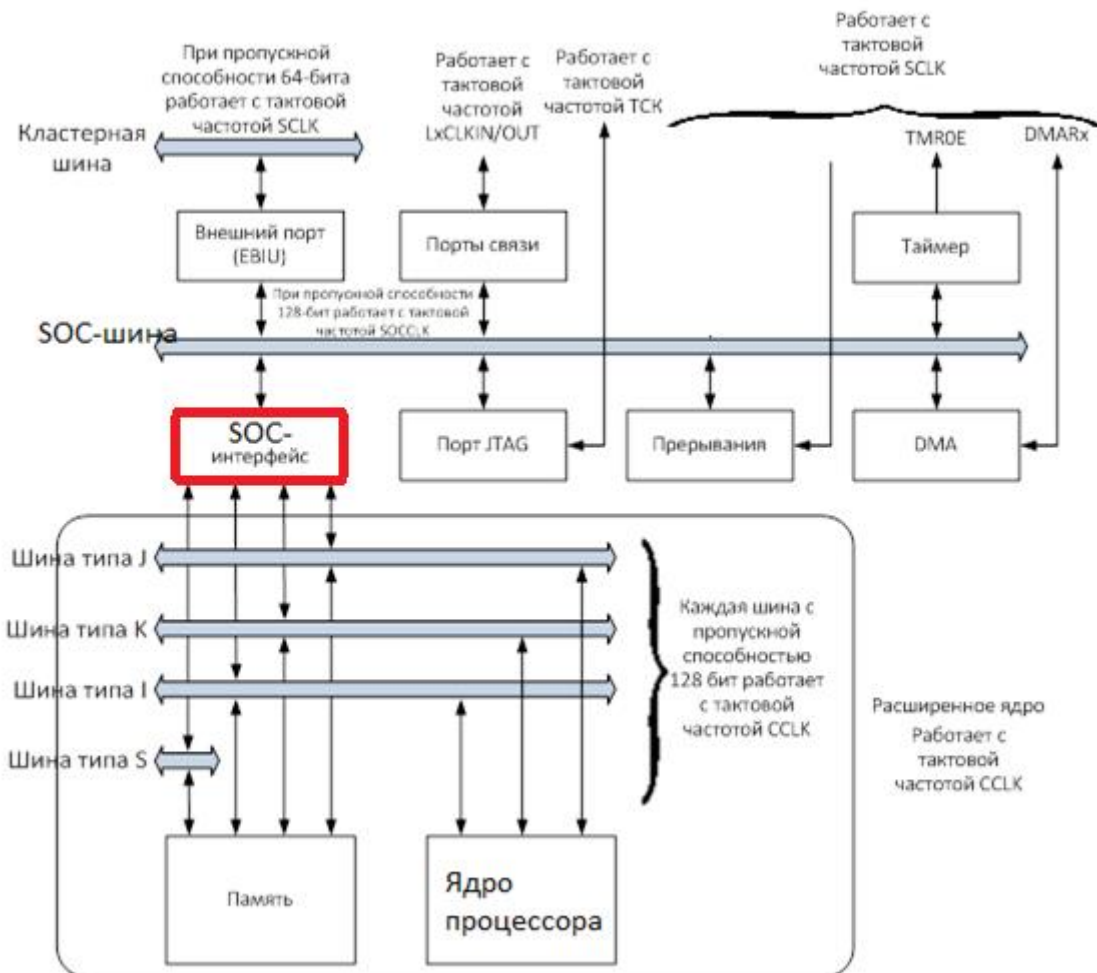 При пропускной
способности 64-бита
работает с тактовой
частотой SCLK
Кластерная
шина
Работает с
тактовой
частотой
LxCLKIN/OUT
Работает с
тактовой
частотой TCK
Работает с
тактовой
частотой SCLK
TMR0E
DMARx
Внешний порт
(EBIU)
Порты связи
Таймер
При пропускной способности
128-бит работает с тактовой
частотой SOCCLK
SOC-шина
SOC-
интерфейс
Порт JTAG
Прерывания
DMA
Шина типа J
Шина типа K
Шина типа I
Шина типа S
Каждая шина с
пропускной
способностью
128 бит работает
с тактовой
частотой CCLK
Расширенное ядро
Работает с
тактовой
частотой CCLK
Память
Ядро
процессора